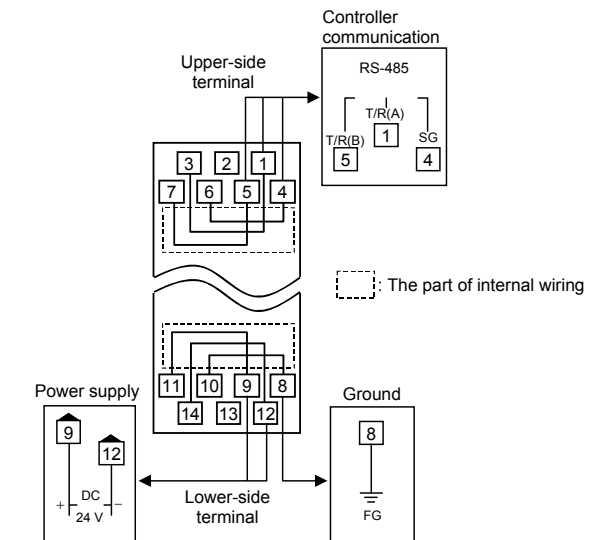 Controller
communication
RS-485
T/R(A)
1
T/R(B)
5
SG
4
Upper-side
terminal
3 2 1
7 6 5 4
: The part of internal wiring
11 10 9 8
14 13 12
Power supply
9
12
+ DC −
24 V
Lower-side
terminal
Ground
8
FG